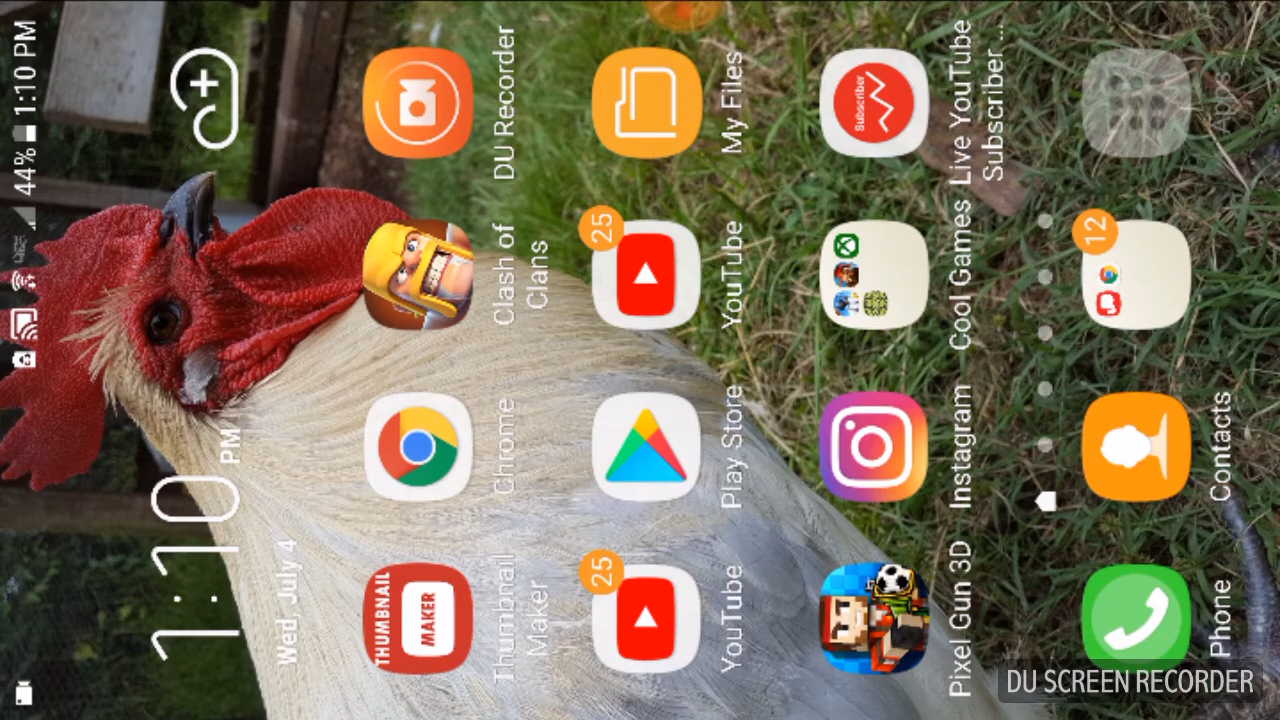 44% 1:10 PM
1:10 PM
Wed, July 4
THUMBNAIL
MAKER
Thumbnail
Maker
Chrome
Clash of
Clans
DU Recorder
25
YouTube
Play Store
25
YouTube
My Files
Pixel Gun 3D
Instagram
Cool Games
Subscriber
Live YouTube
Subscriber ...
Phone
Contacts
12
Apps
DU SCREEN RECORDER